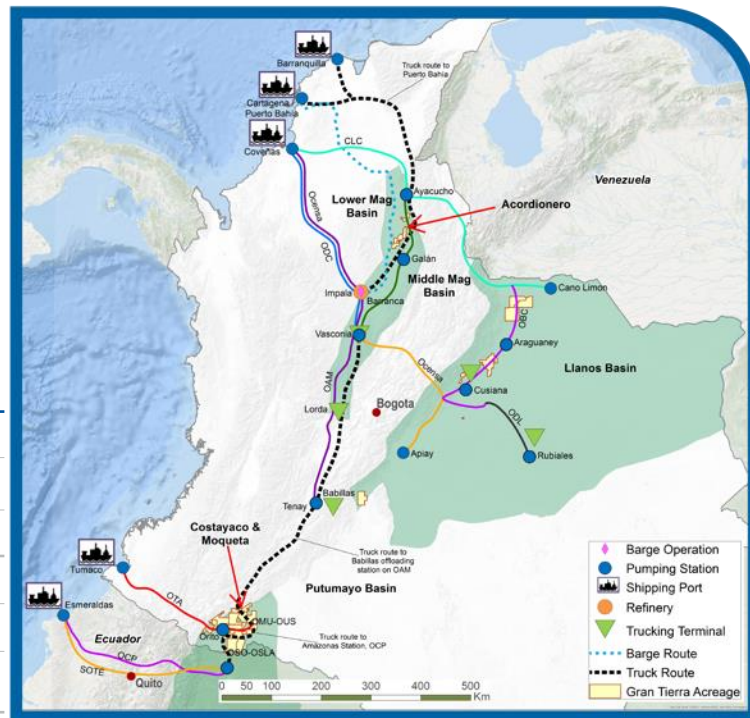 Barranquilla
Truck route to
Puerto Bahía
Cartagena
Puerto Bahía
Coveñas
CLC
Venezuela
Ayacucho
Lower Mag
Basin
Acordionero
Ocensa
ODC
Galán
Middle Mag
Basin
Impala
Barranca
Cano Limon
OBC
Vasconia
Araguaney
Ocensa
Llanos Basin
OAM
Cusiana
Lorda
Bogota
ODL
Apiay
Rubiales
Babillas
Tenay
Costayaco &
Moqueta
Truck route to
Babillas offloading
station on OAM
Tumaco
Putumayo Basin
Esmeraldas
OTA
OMU-OUS
Orito
Truck route to
Amazonas Station, OCP
Ecuador
OSO-OSLA
OCP
SOTE
Quito
0 50 100 200 300 400 500
Km
Barge Operation
Pumping Station
Shipping Port
Refinery
Trucking Terminal
Barge Route
Truck Route
Gran Tierra Acreage